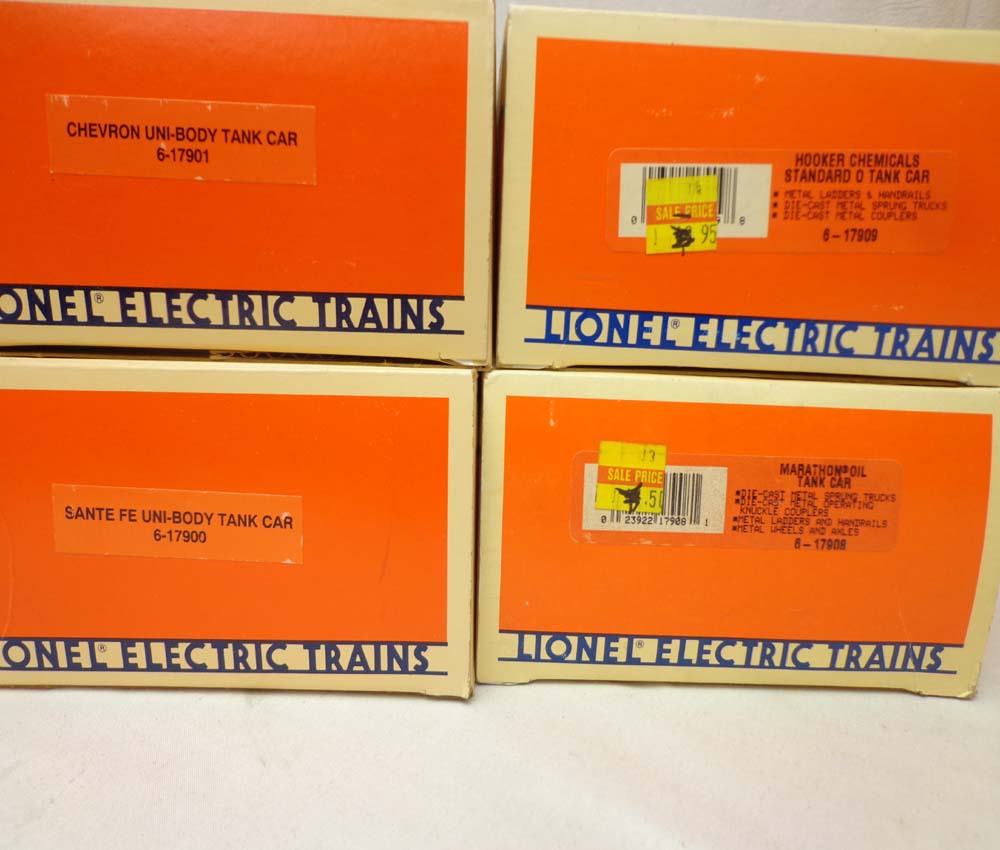 CHEVRON UNI-BODY TANK CAR
6-17901
ONEL® ELECTRIC TRAINS
HOOKER CHEMICALS
STANDARD O TANK CAR
* METAL LADDERS & HANDRAILS
* DIE-CAST METAL SPRUNG TRUCKS
* DIE-CAST METAL COUPLERS
6-17909
SALE PRICE
95
LIONEL® ELECTRIC TRAINS
SANTE FE UNI-BODY TANK CAR
6-17900
ONEL® ELECTRIC TRAINS
MARATHON® OIL
TANK CAR
*DIE-CAST METAL SPRUNG TRUCKS
*DIE-CAST METAL OPERATING
KNUCKLE COUPLERS
*METAL LADDERS AND HANDRAILS
*METAL WHEELS AND AXLES
6-17908
SALE PRICE
.50
0 23922 17908 1
LIONEL® ELECTRIC TRAINS